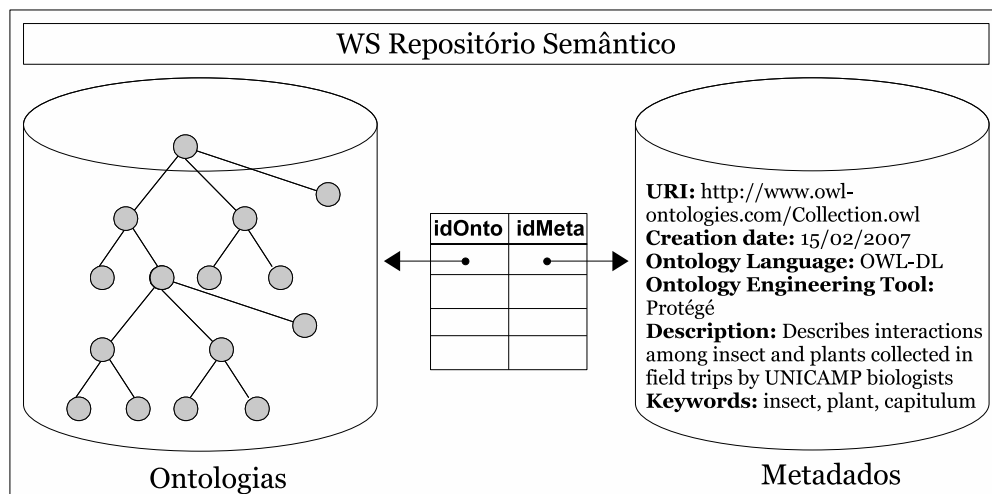 WS Repositório Semântico
idOnto idMeta
URI: http://www.owl-
ontologies.com/Collection.owl
Creation date: 15/02/2007
Ontology Language: OWL-DL
Ontology Engineering Tool:
Protégé
Description: Describes interactions
among insect and plants collected in
field trips by UNICAMP biologists
Keywords: insect, plant, capitulum
Ontologias
Metadados